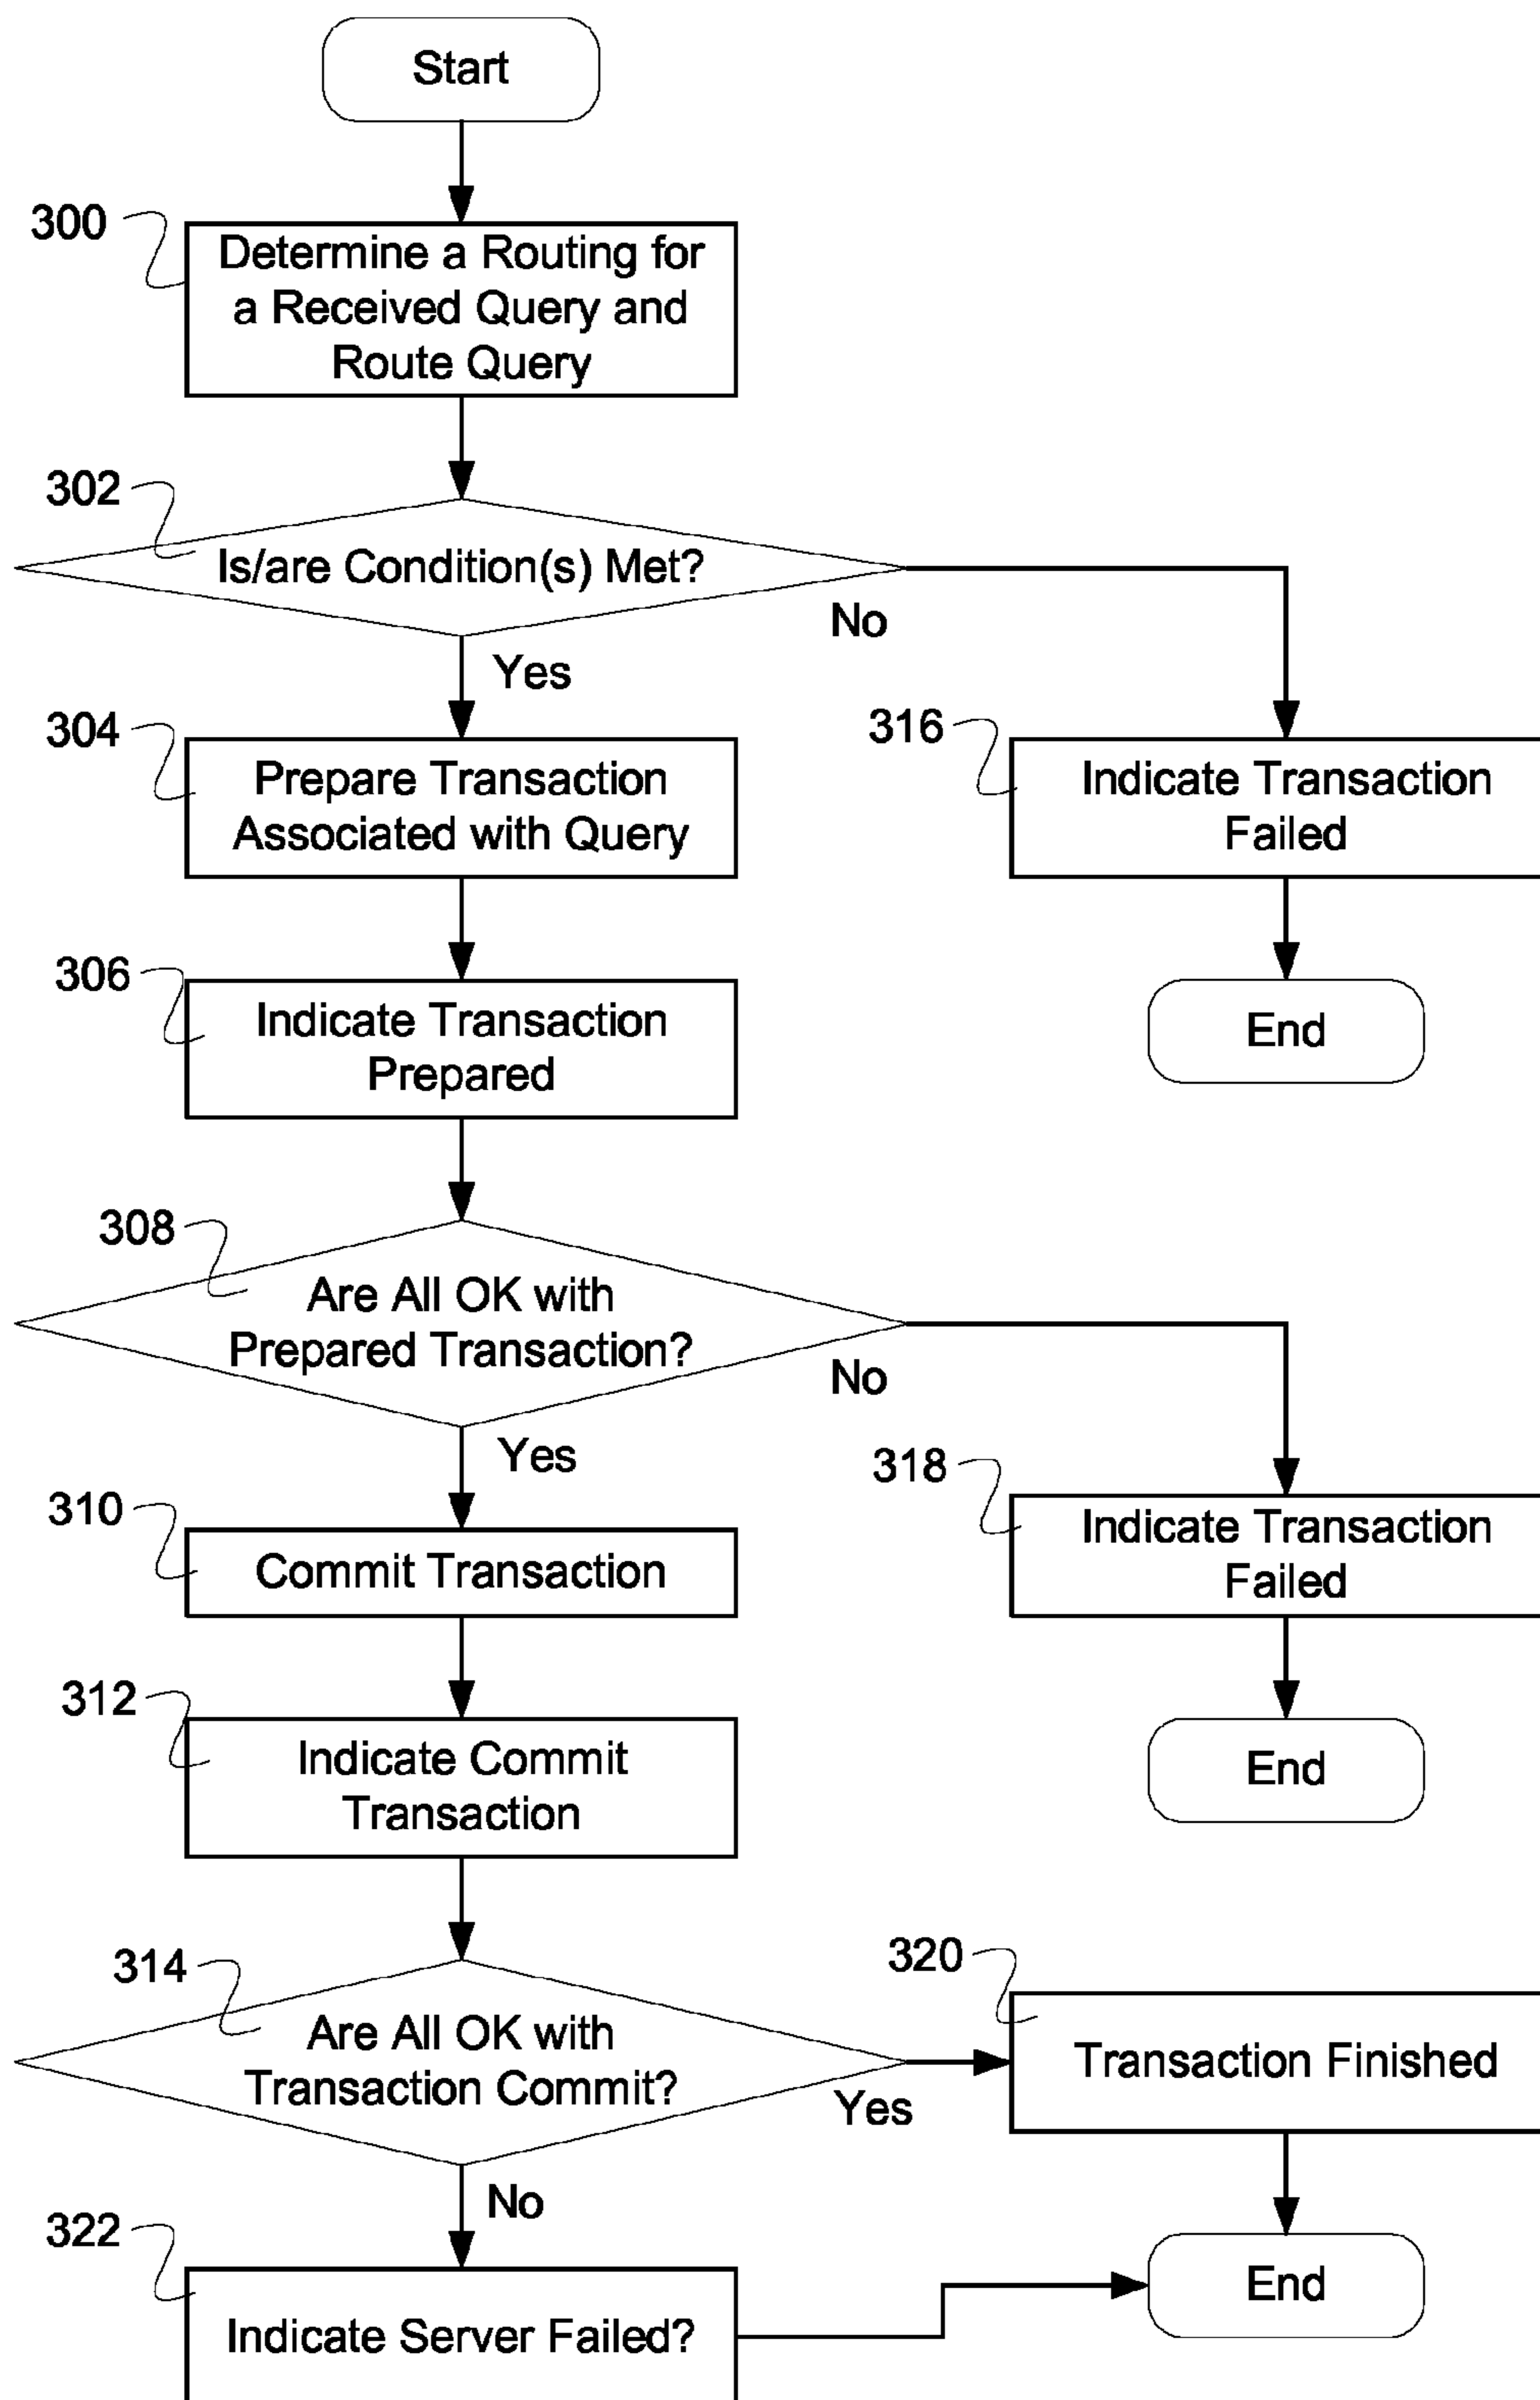 Start
300
Determine a Routing for
a Received Query and
Route Query
302
Is/are Condition(s) Met?
No
Yes
304
Prepare Transaction
Associated with Query
316
Indicate Transaction
Failed
306
Indicate Transaction
Prepared
End
308
Are All OK with
Prepared Transaction?
No
Yes
318
Indicate Transaction
Failed
310
Commit Transaction
312
Indicate Commit
Transaction
End
314
Are All OK with
Transaction Commit?
Yes
320
Transaction Finished
No
322
Indicate Server Failed?
End